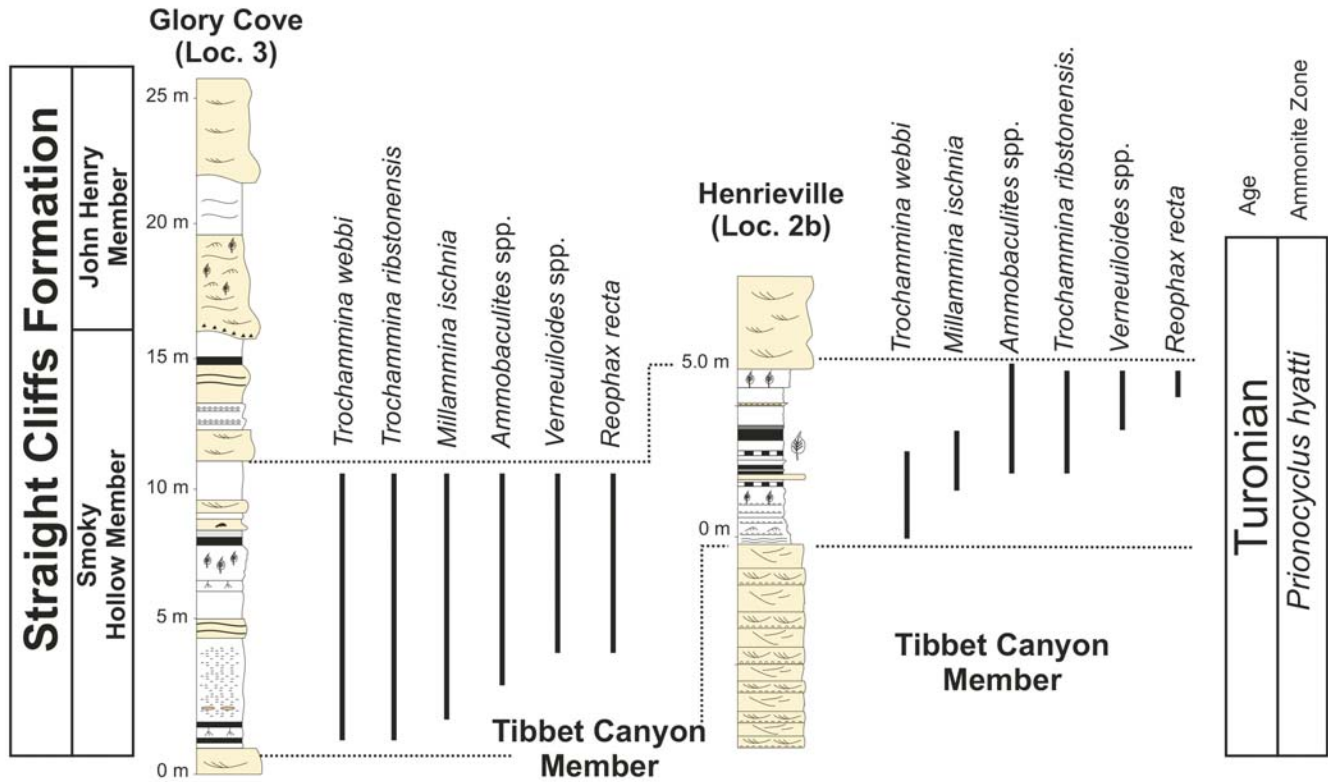 Glory Cove
(Loc. 3)
Straight Cliffs Formation
John Henry
Member
Smoky
Hollow Member
25 m
20 m
15 m
10 m
5 m
0 m
Trochammina webbi
Trochammina ribstonensis
Millammina ischnia
Ammobaculites spp.
Verneuiloides spp.
Reophax recta
Tibbet Canyon
Member
Henrieville
(Loc. 2b)
5.0 m
0 m
Trochammina webbi
Millammina ischnia
Ammobaculites spp.
Trochammina ribstonensis.
Verneuiloides spp.
Reophax recta
Tibbet Canyon
Member
Age
Ammonite Zone
Turonian
Prionocyclus hyatti